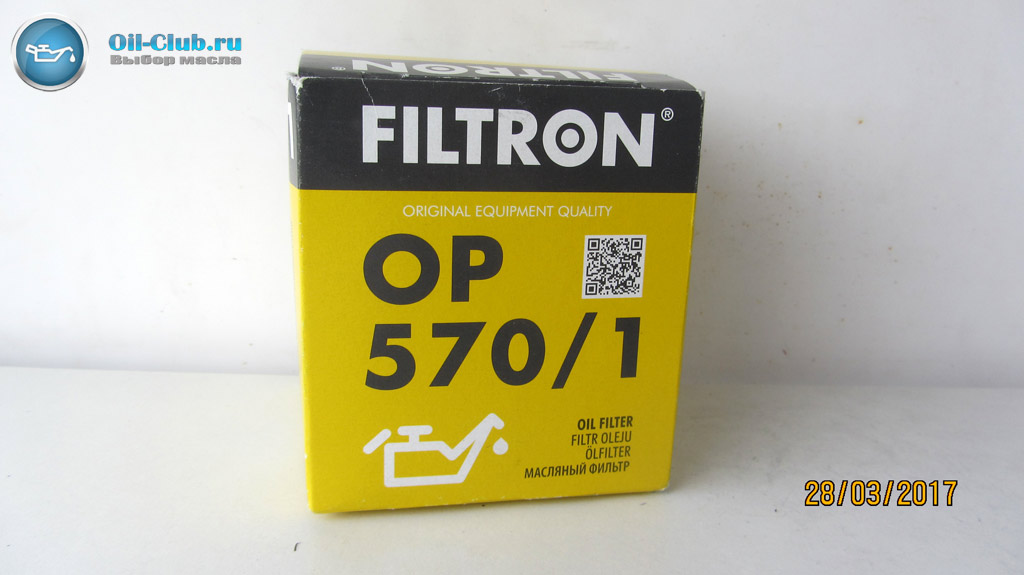 Oil-Club.ru
Выбор масла
FILTRON
FILTRON®
ORIGINAL EQUIPMENT QUALITY
OP
570/1
OIL FILTER
FILTR OLEJU
ÖLFILTER
МАСЛЯНЫЙ ФИЛЬТР
28/03/2017